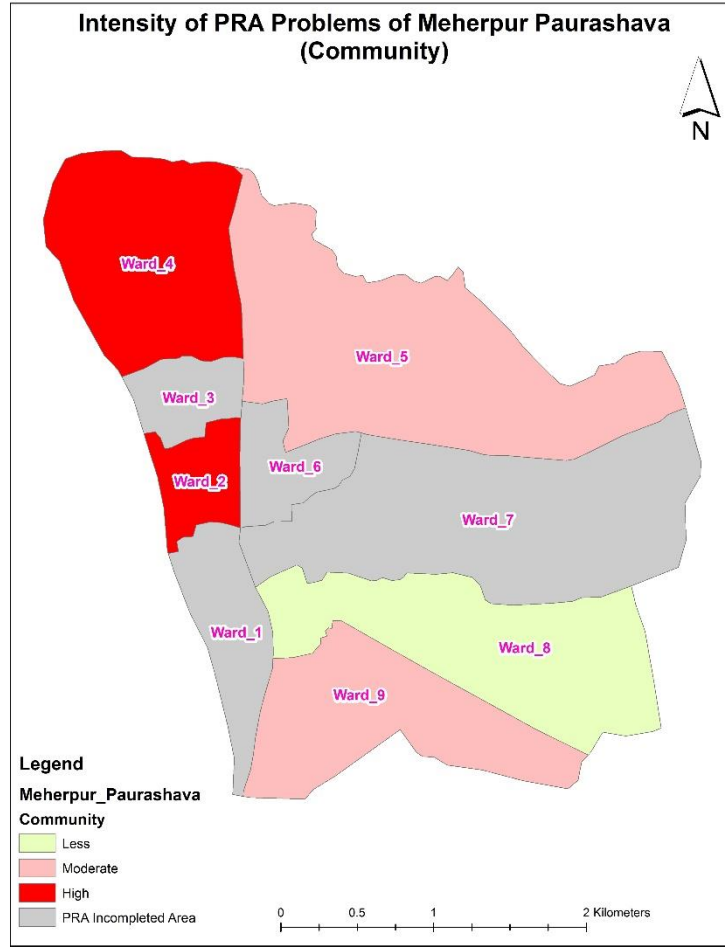 Intensity of PRA Problems of Meherpur Paurashava
(Community)
N
Ward_4
Ward_5
Ward_3
Ward_6
Ward_2
Ward_7
Ward_1
Ward_8
Ward_9
Legend
Meherpur_Paurashava
Community
Less
Moderate
High
PRA Incompleted Area
0 0.5 1 2 Kilometers